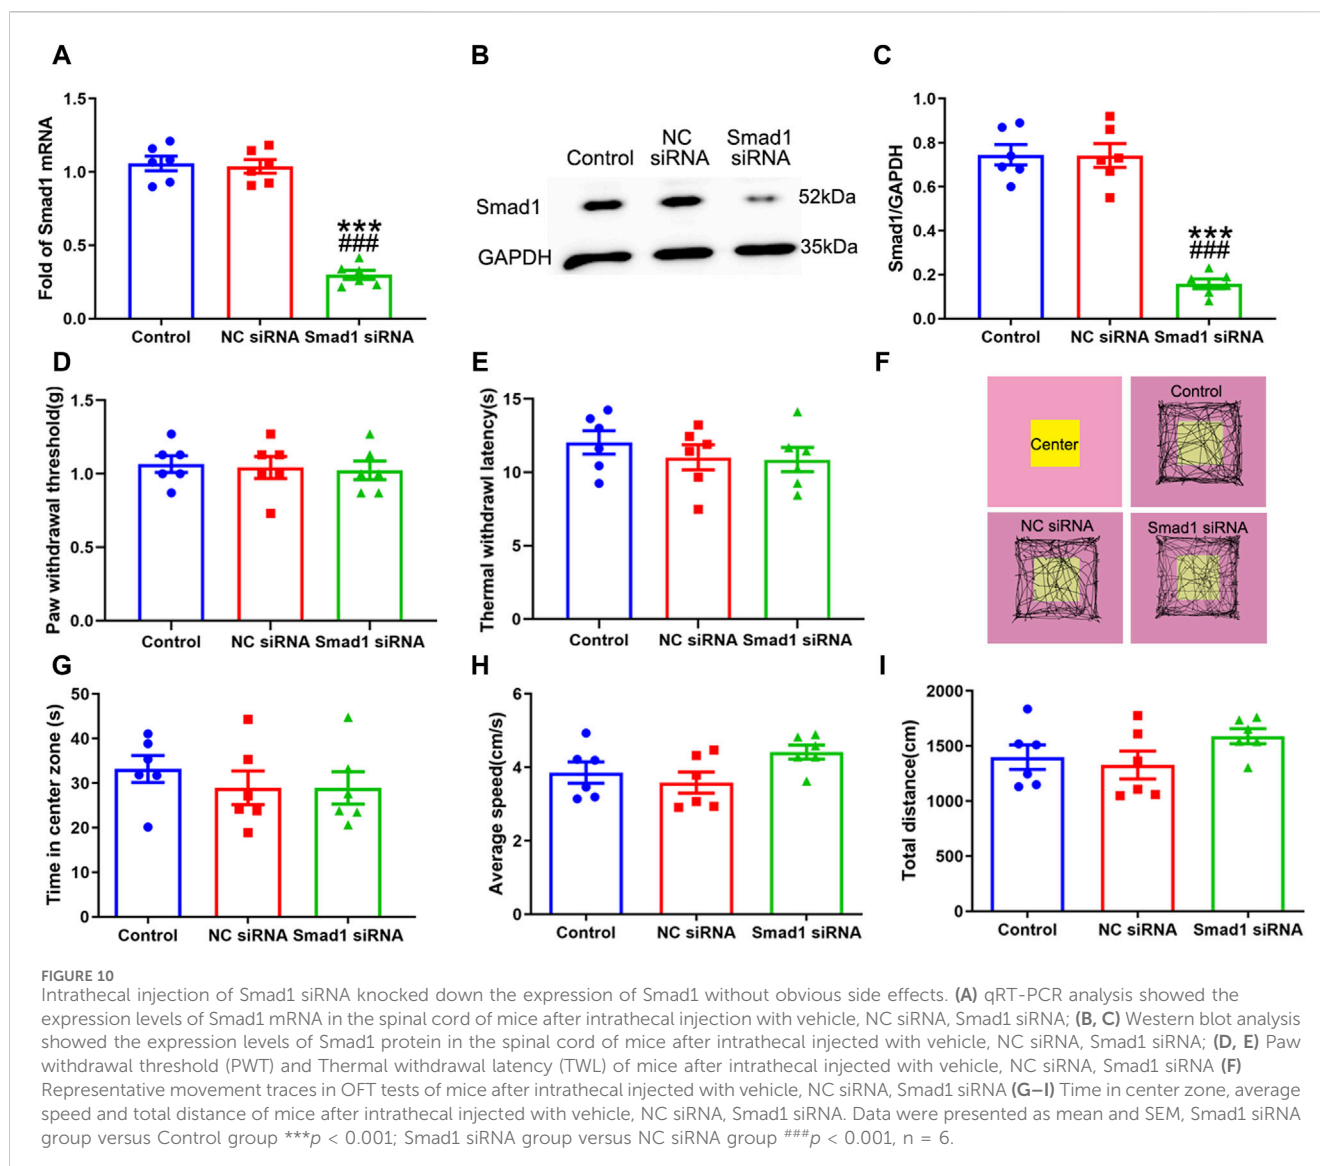 A
Fold of Smad1 mRNA
1.5
1.0
0.5
0.0
***
###
Control
NC siRNA
Smad1 siRNA
B
Control
NC
siRNA
Smad1
siRNA
Smad1
52kDa
GAPDH
35kDa
C
Smad1/GAPDH
1.0
0.8
0.6
0.4
0.2
0.0
***
###
Control
NC siRNA
Smad1 siRNA
D
Paw withdrawal threshold(g)
1.5
1.0
0.5
0.0
Control
NC siRNA
Smad1 siRNA
E
Thermal withdrawl latency(s)
15
10
5
0
Control
NC siRNA
Smad1 siRNA
F
Center
Control
NC siRNA
Smad1 siRNA
G
Time in center zone (s)
50
40
30
20
10
0
Control
NC siRNA
Smad1 siRNA
H
Average speed(cm/s)
6
4
2
0
Control
NC siRNA
Smad1 siRNA
I
Total distance(cm)
2000
1500
1000
500
0
Control
NC siRNA
Smad1 siRNA
FIGURE 10
Intrathecal injection of Smad1 siRNA knocked down the expression of Smad1 without obvious side effects. (A) qRT-PCR analysis showed the
expression levels of Smad1 mRNA in the spinal cord of mice after intrathecal injection with vehicle, NC siRNA, Smad1 siRNA; (B, C) Western blot analysis
showed the expression levels of Smad1 protein in the spinal cord of mice after intrathecal injected with vehicle, NC siRNA, Smad1 siRNA; (D, E) Paw
withdrawal threshold (PWT) and Thermal withdrawal latency (TWL) of mice after intrathecal injected with vehicle, NC siRNA, Smad1 siRNA (F)
Representative movement traces in OFT tests of mice after intrathecal injected with vehicle, NC siRNA, Smad1 siRNA (G–I) Time in center zone, average
speed and total distance of mice after intrathecal injected with vehicle, NC siRNA, Smad1 siRNA. Data were presented as mean and SEM, Smad1 siRNA
group versus Control group ***p < 0.001; Smad1 siRNA group versus NC siRNA group ###p < 0.001, n = 6.